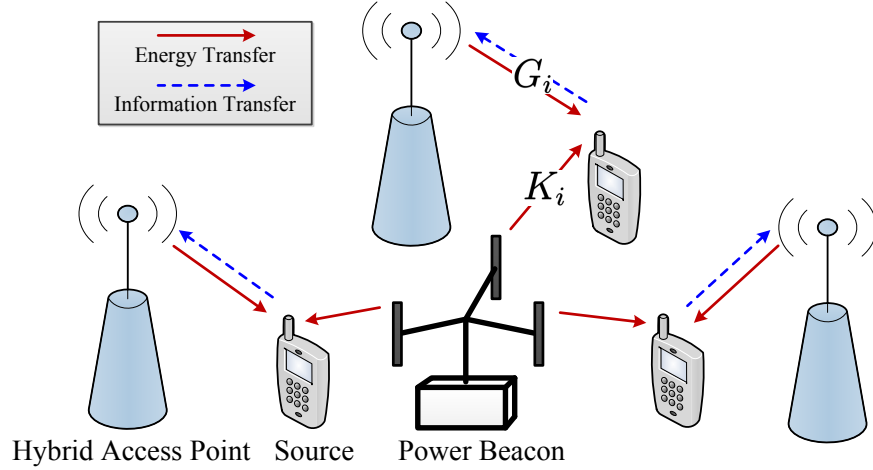 Energy Transfer
Information Transfer
G_i
K_i
Hybrid Access Point
Source
Power Beacon